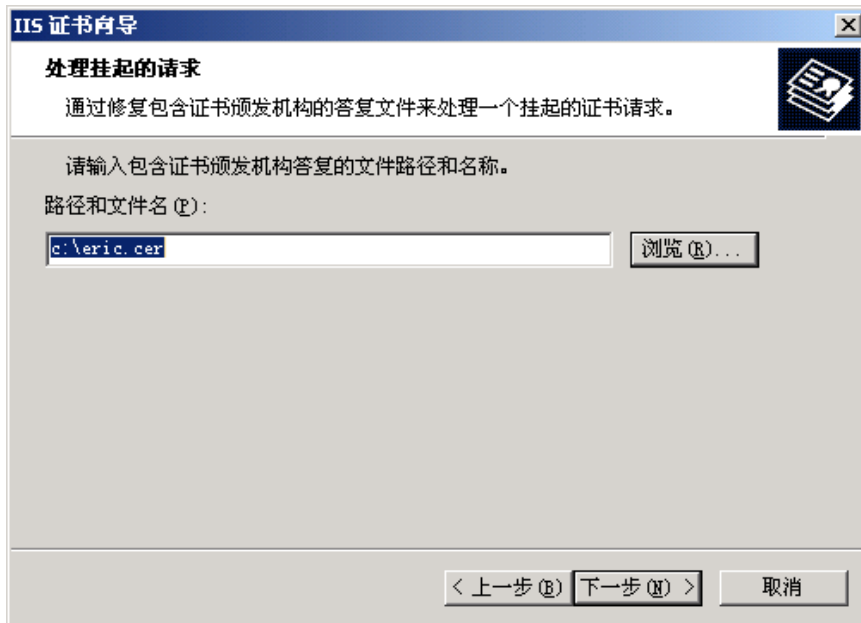 IIS 证书向导
处理挂起的请求
通过修复包含证书颁发机构的答复文件来处理一个挂起的证书请求。
请输入包含证书颁发机构答复的文件路径和名称。
路径和文件名(P):
c:\eric.cer
浏览(R)...
< 上一步(B) 下一步(N) > 取消